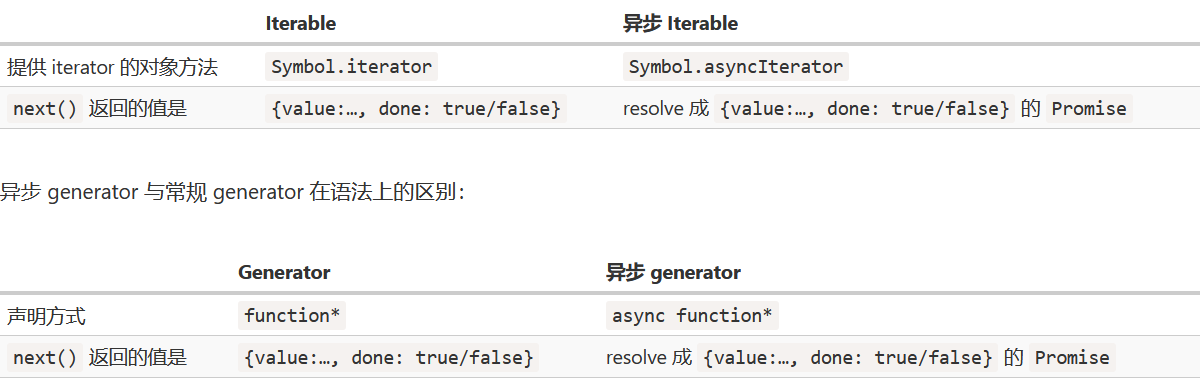 Iterable 异步 Iterable
提供 iterator 的对象方法 Symbol.iterator Symbol.asyncIterator
next() 返回的值是 {value:…, done: true/false} resolve 成 {value:…, done: true/false} 的 Promise
异步 generator 与常规 generator 在语法上的区别：
Generator 异步 generator
声明方式 function* async function*
next() 返回的值是 {value:…, done: true/false} resolve 成 {value:…, done: true/false} 的 Promise